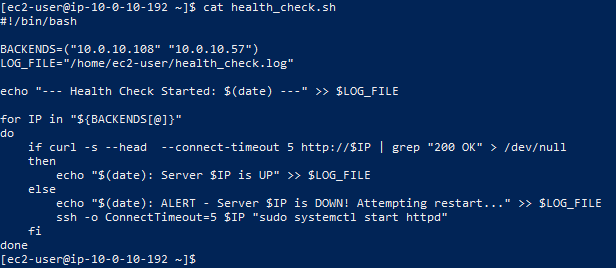 [ec2-user@ip-10-0-10-192 ~]$ cat health_check.sh
#!/bin/bash

BACKENDS=("10.0.10.108" "10.0.10.57")
LOG_FILE="/home/ec2-user/health_check.log"

echo "--- Health Check Started: $(date) ---" >> $LOG_FILE

for IP in "${BACKENDS[@]}"
do
    if curl -s --head  --connect-timeout 5 http://$IP | grep "200 OK" > /dev/null
    then
        echo "$(date): Server $IP is UP" >> $LOG_FILE
    else
        echo "$(date): ALERT - Server $IP is DOWN! Attempting restart..." >> $LOG_FILE
        ssh -o ConnectTimeout=5 $IP "sudo systemctl start httpd"
    fi
done
[ec2-user@ip-10-0-10-192 ~]$